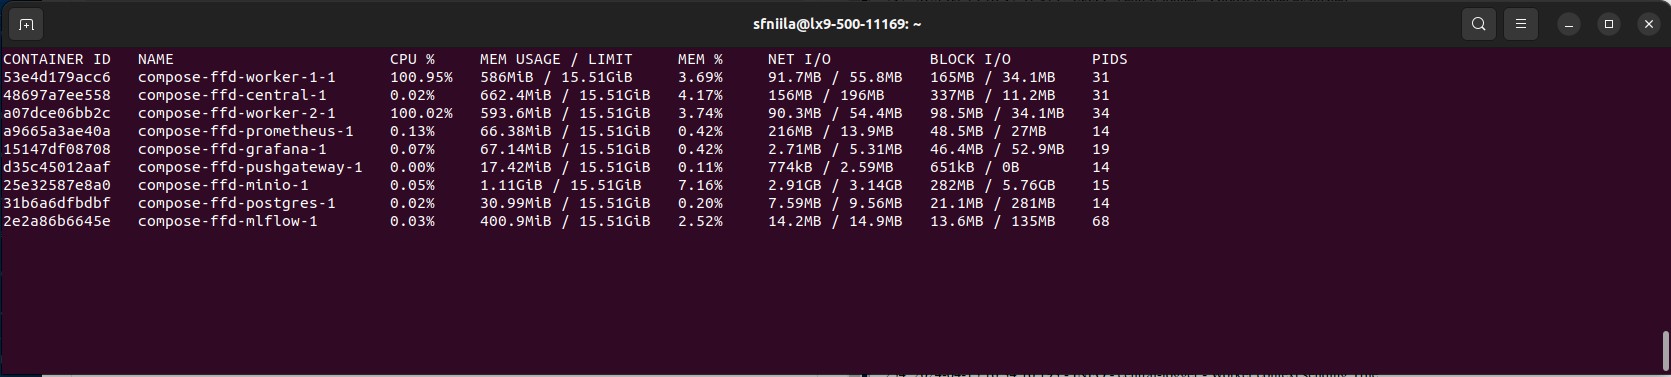 sfniila@lx9-500-11169: ~
CONTAINER ID NAME CPU % MEM USAGE / LIMIT MEM % NET I/O BLOCK I/O PIDS
53e4d179acc6 compose-ffd-worker-1-1 100.95% 586MiB / 15.51GiB 3.69% 91.7MB / 55.8MB 165MB / 34.1MB 31
48697a7ee558 compose-ffd-central-1 0.02% 662.4MiB / 15.51GiB 4.17% 156MB / 196MB 337MB / 11.2MB 31
a07dce06bb2c compose-ffd-worker-2-1 100.02% 593.6MiB / 15.51GiB 3.74% 90.3MB / 54.4MB 98.5MB / 34.1MB 34
a9665a3ae40a compose-ffd-prometheus-1 0.13% 66.38MiB / 15.51GiB 0.42% 216MB / 13.9MB 48.5MB / 27MB 14
15147df08708 compose-ffd-grafana-1 0.07% 67.14MiB / 15.51GiB 0.42% 2.71MB / 5.31MB 46.4MB / 52.9MB 19
d35c45012aaf compose-ffd-pushgateway-1 0.00% 17.42MiB / 15.51GiB 0.11% 774kB / 2.59MB 651kB / 0B 14
25e32587e8a0 compose-ffd-minio-1 0.05% 1.11GiB / 15.51GiB 7.16% 2.91GB / 3.14GB 282MB / 5.76GB 15
31b6a6dfbdbf compose-ffd-postgres-1 0.02% 30.99MiB / 15.51GiB 0.20% 7.59MB / 9.56MB 21.1MB / 281MB 14
2e2a86b6645e compose-ffd-mlflow-1 0.03% 400.9MiB / 15.51GiB 2.52% 14.2MB / 14.9MB 13.6MB / 135MB 68